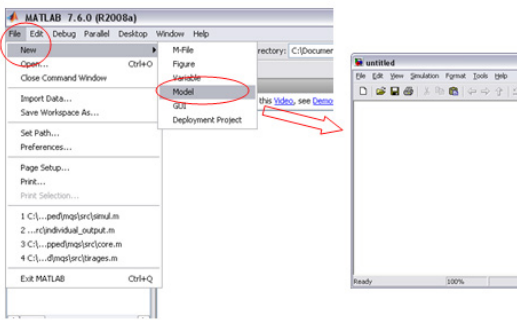 MATLAB 7.6.0 (R2008a)
File Edit Debug Parallel Desktop Window Help
New
Open... Ctrl+O
Close Command Window
Import Data...
Save Workspace As...
Set Path...
Preferences...
Page Setup...
Print...
Print Selection...
1 C:\...ped\mqs\src\simul.m
2 ...rc\individual_output.m
3 C:\...pped\mqs\src\core.m
4 C:\...d\mqs\src\tirages.m
Exit MATLAB Ctrl+Q
M-File
Figure
Variable
Model
GUI
Deployment Project
rectory: C:\Documer
this Video, see Demo
untitled
File Edit View Simulation Format Tools Help
Ready 100%